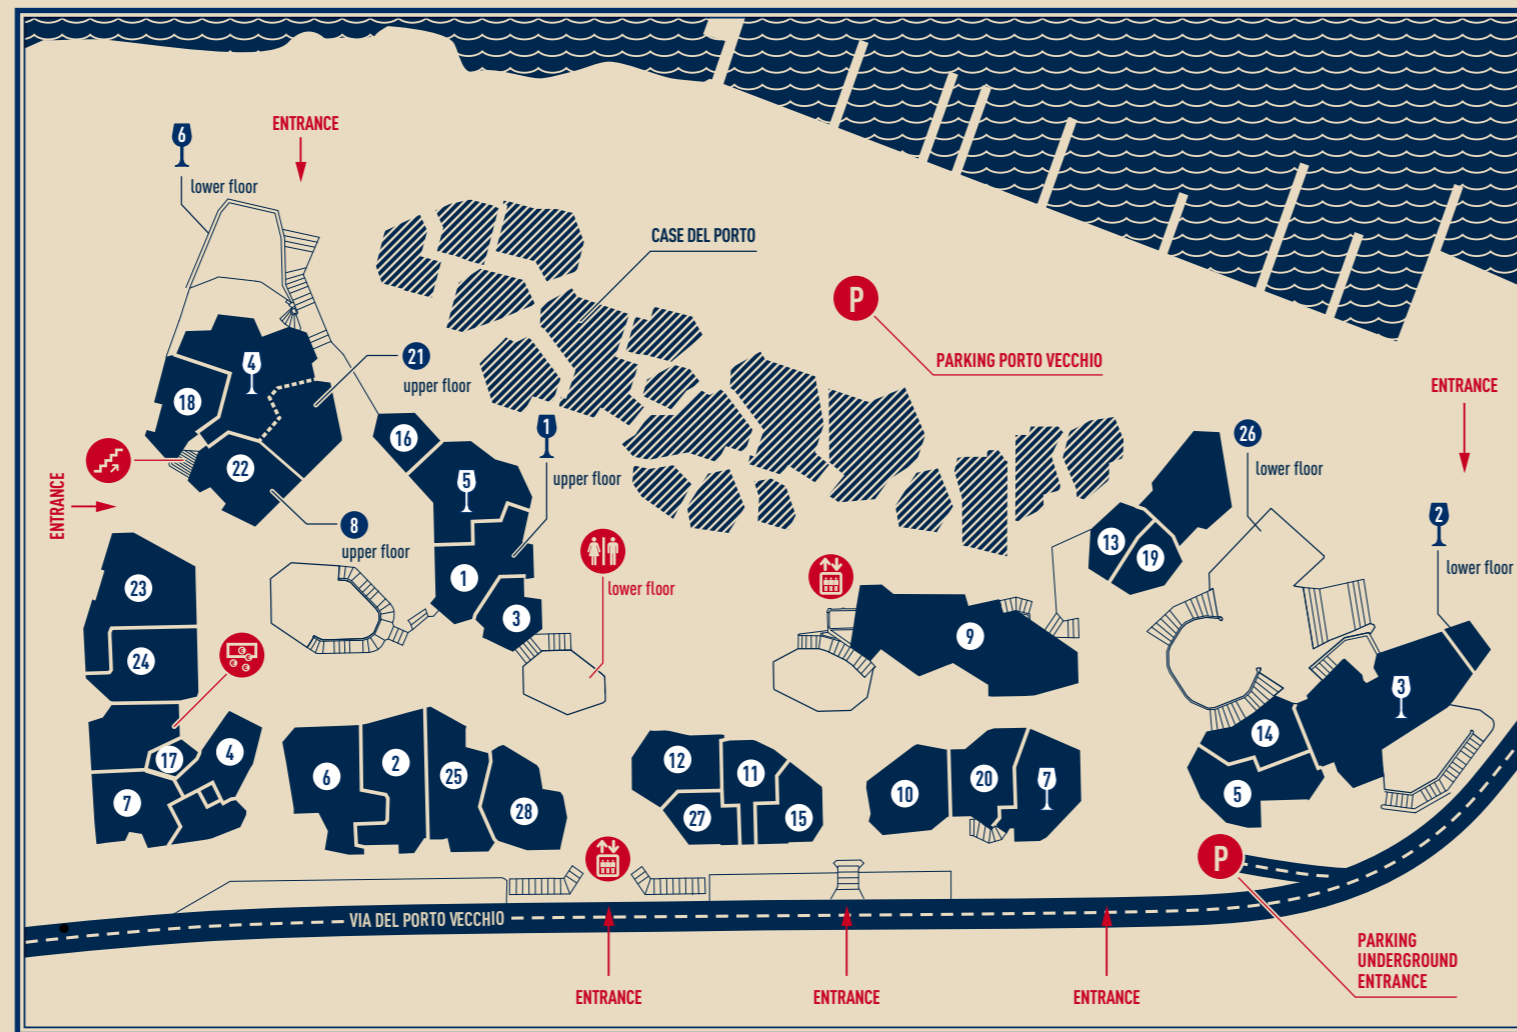 6
ENTRANCE
lower floor
CASE DEL PORTO
P
PARKING PORTO VECCHIO
4
21
upper floor
18
ENTRANCE
16
1
26
22
5
upper floor
lower floor
ENTRANCE
2
8
upper floor
13
19
lower floor
23
1
lower floor
3
9
24
3
17
4
14
6
2
25
12
11
10
20
7
5
7
28
27
15
P
VIA DEL PORTO VECCHIO
PARKING
UNDERGROUND
ENTRANCE
ENTRANCE
ENTRANCE
ENTRANCE